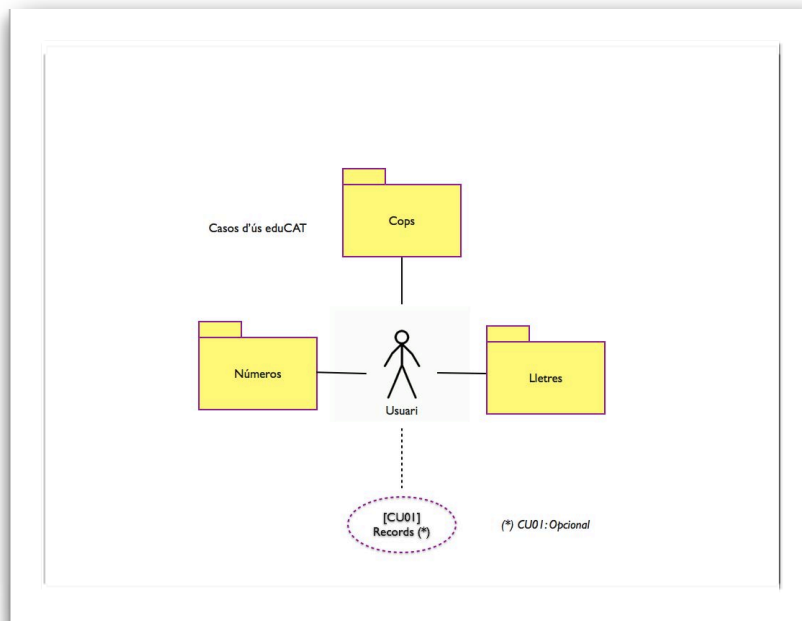 Cops
Casos d'ús eduCAT
Números
Lletres
Usuari
[CU01]
Records (*)
(*) CU01: Opcional